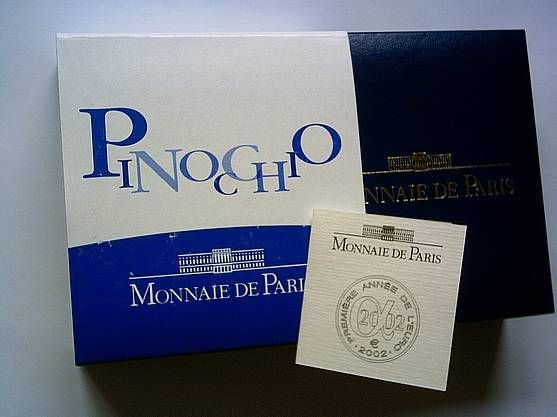 PINOCCHIO
MONNAIE DE PARIS
MONNAIE DE PARIS
MONNAIE DE PARIS
PREMIÈRE ANNÉE DE L'EURO
2002
€
· 2002 ·